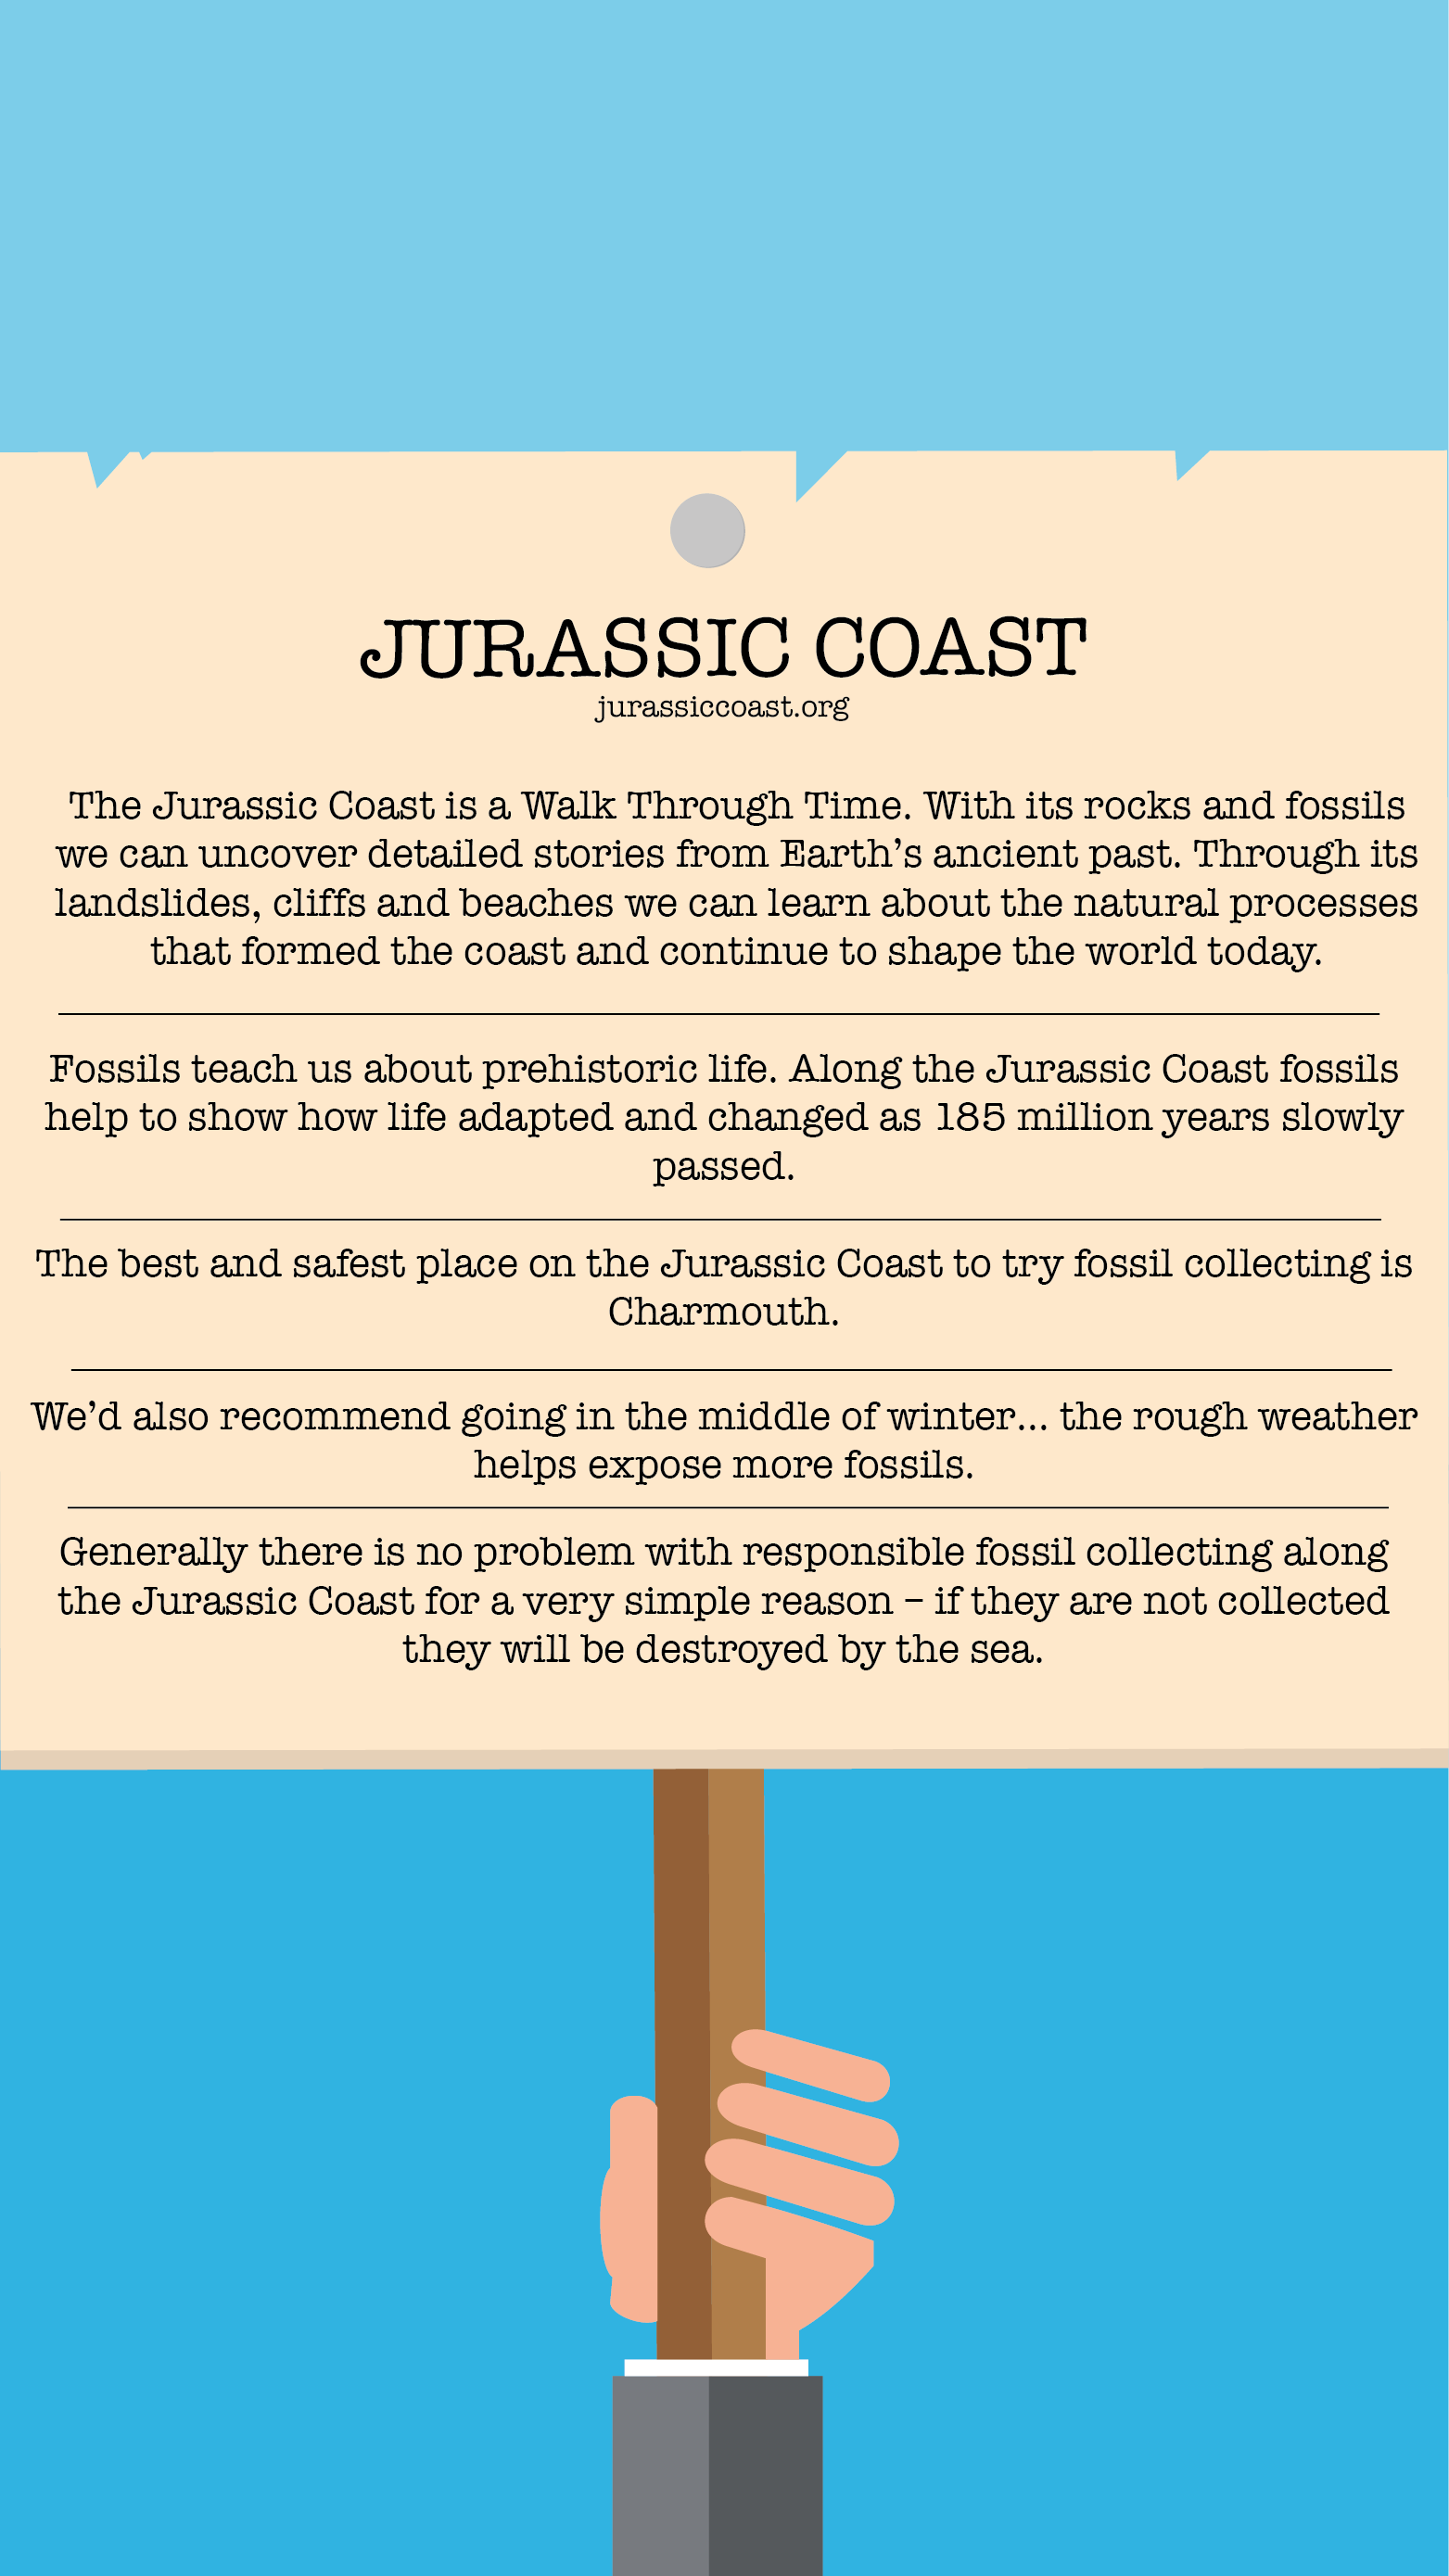 JURASSIC COAST
jurassiccoast.org
The Jurassic Coast is a Walk Through Time. With its rocks and fossils
we can uncover detailed stories from Earth’s ancient past. Through its
landslides, cliffs and beaches we can learn about the natural processes
that formed the coast and continue to shape the world today.
Fossils teach us about prehistoric life. Along the Jurassic Coast fossils
help to show how life adapted and changed as 185 million years slowly
passed.
The best and safest place on the Jurassic Coast to try fossil collecting is
Charmouth.
We’d also recommend going in the middle of winter... the rough weather
helps expose more fossils.
Generally there is no problem with responsible fossil collecting along
the Jurassic Coast for a very simple reason – if they are not collected
they will be destroyed by the sea.